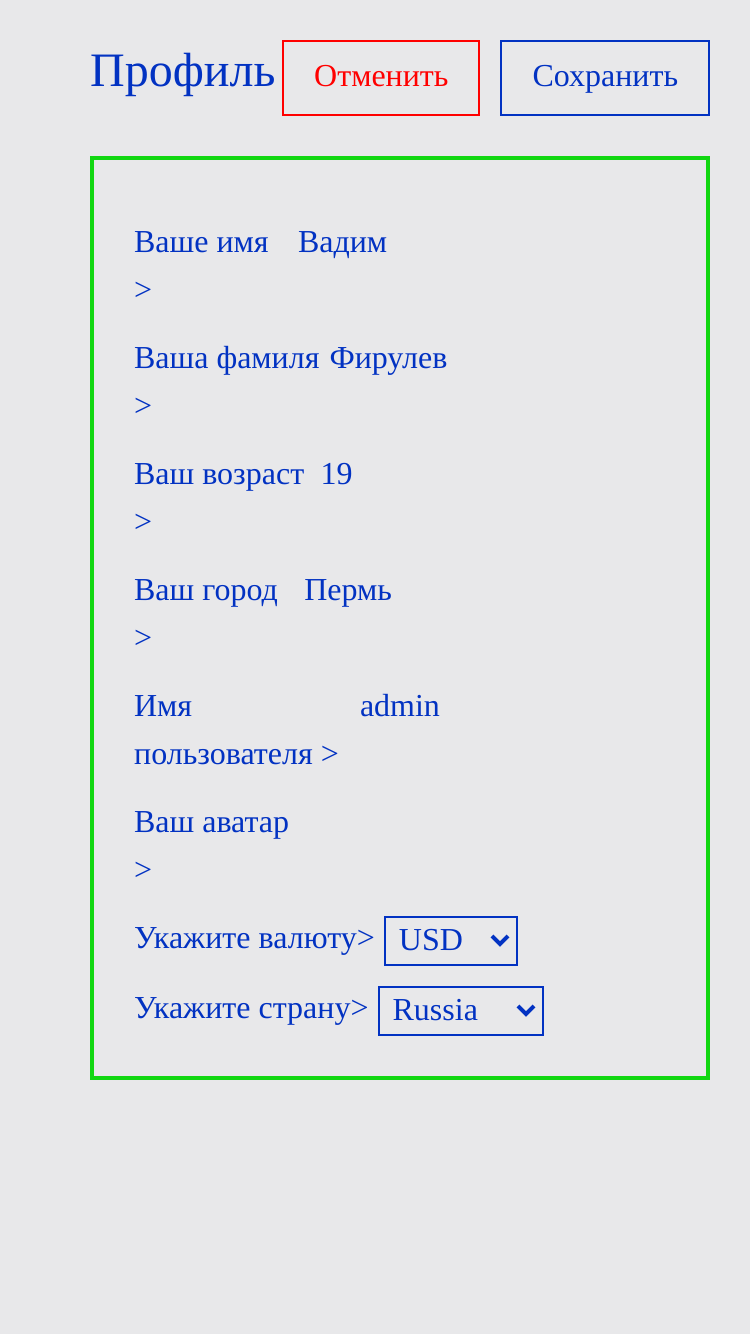 Профиль Отменить Сохранить
Ваше имя Вадим
>
Ваша фамиля Фирулев
>
Ваш возраст 19
>
Ваш город Пермь
>
Имя admin
пользователя >
Ваш аватар
>
Укажите валюту> USD
Укажите страну> Russia